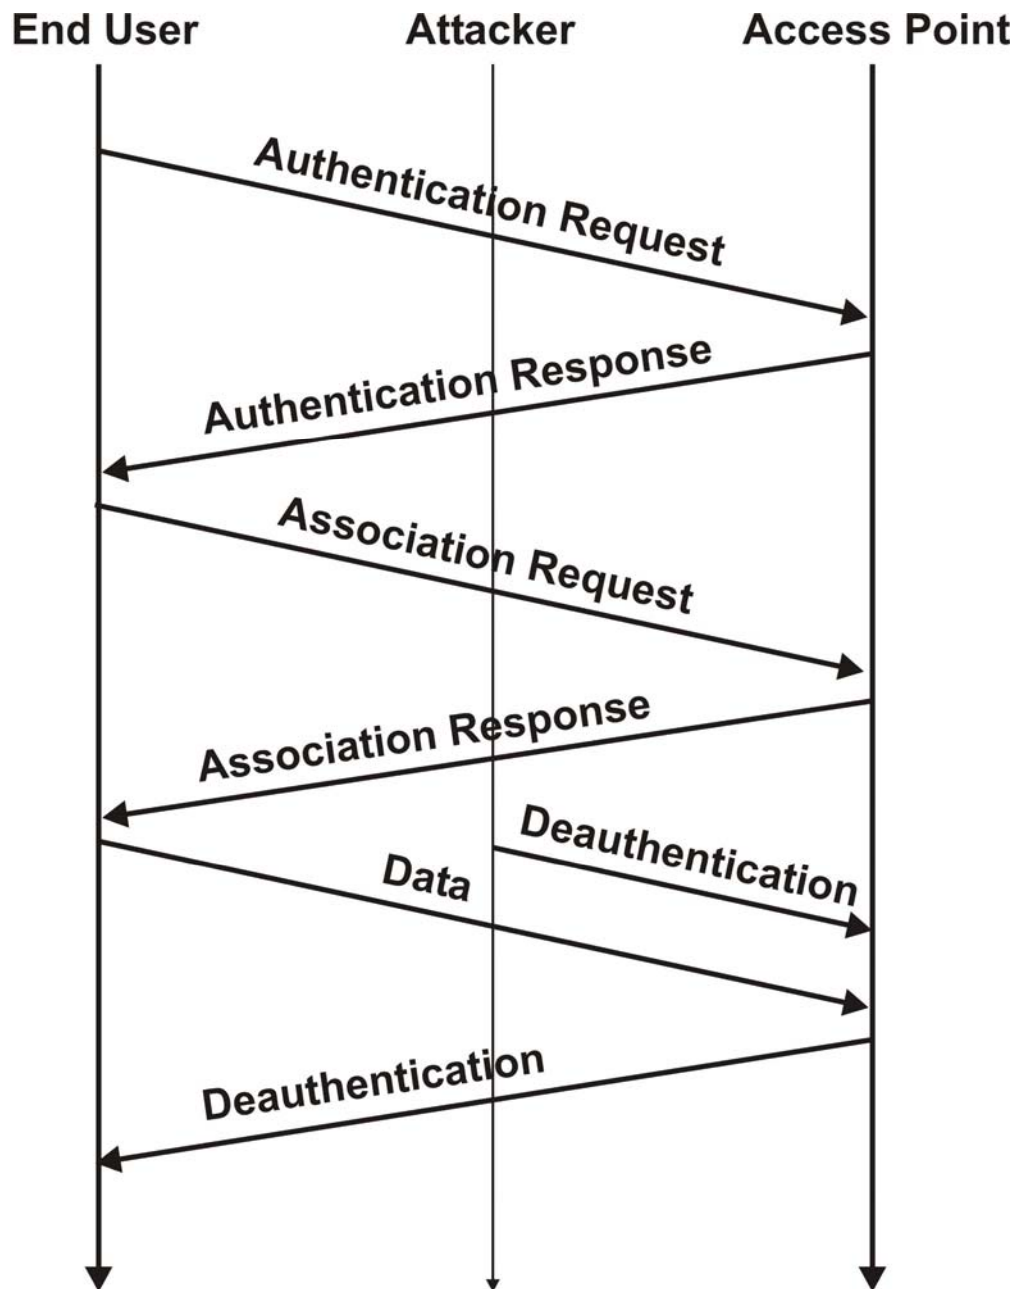 End User
Attacker
Access Point
Authentication Request
Authentication Response
Association Request
Association Response
Deauthentication
Data
Deauthentication